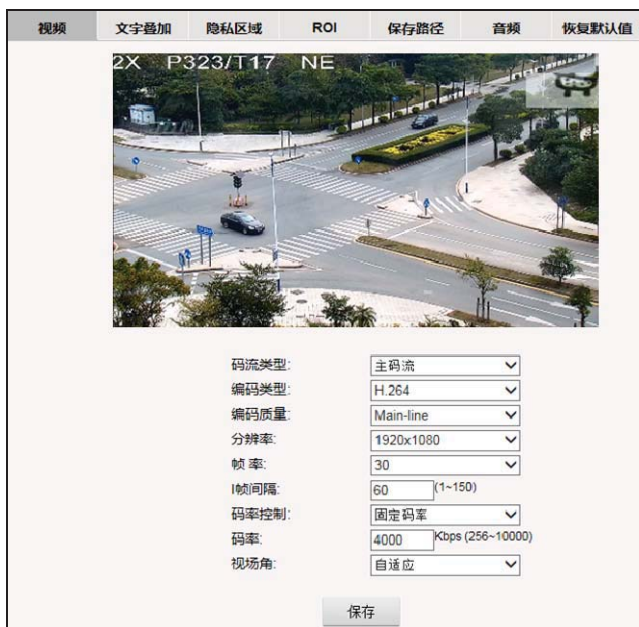 视频 文字叠加 隐私区域 ROI 保存路径 音频 恢复默认值
2X P323/T17 NE
码流类型: 主码流
编码类型: H.264
编码质量: Main-line
分辨率: 1920x1080
帧 率: 30
I帧间隔: 60 (1~150)
码率控制: 固定码率
码率: 4000 Kbps (256~10000)
视场角: 自适应
保存